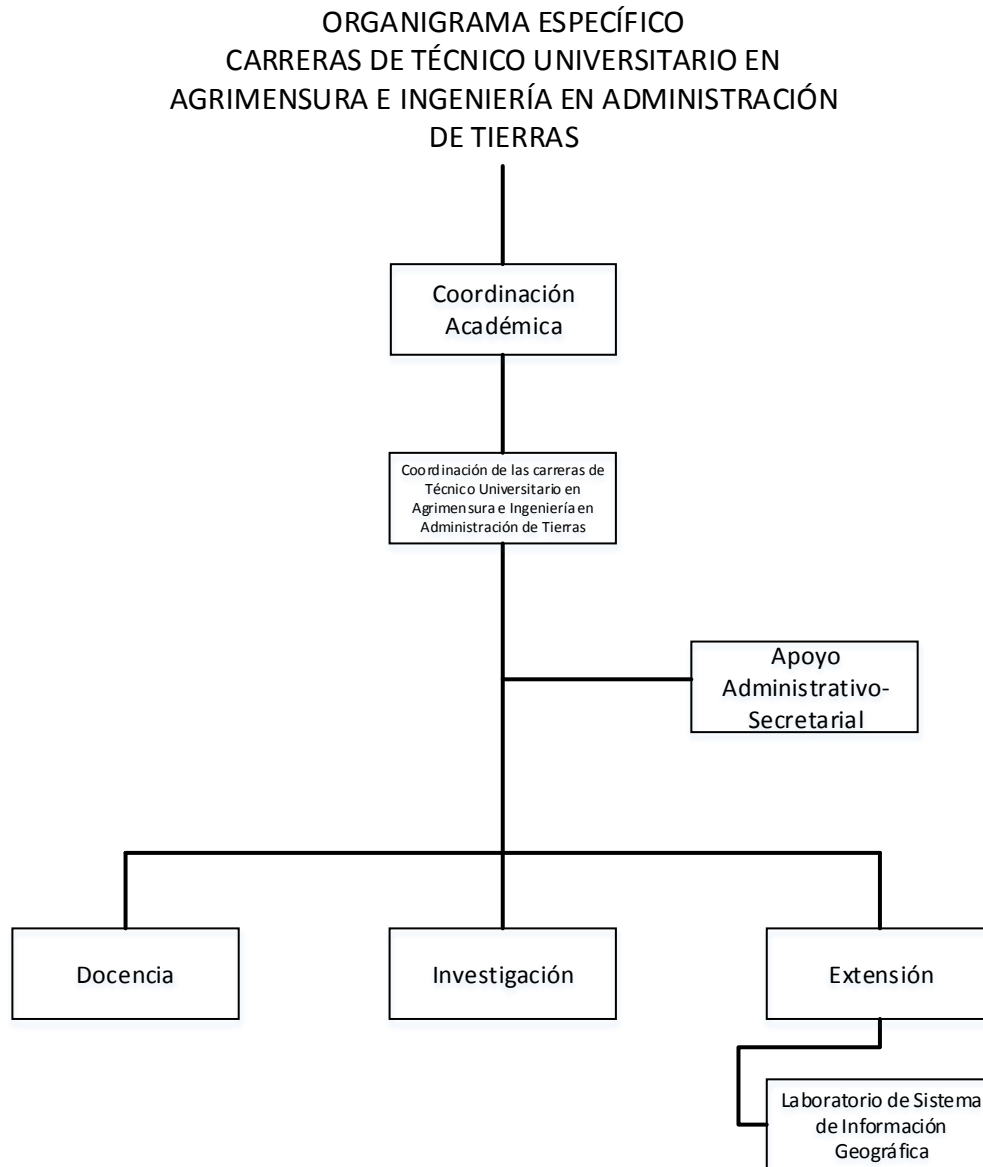 ORGANIGRAMA ESPECÍFICO
CARRERAS DE TÉCNICO UNIVERSITARIO EN
AGRIMENSURA E INGENIERÍA EN ADMINISTRACIÓN
DE TIERRAS
Coordinación
Académica
Coordinación de las carreras de
Técnico Universitario en
Agrimensura e Ingeniería en
Administración de Tierras
Apoyo
Administrativo-
Secretarial
Docencia
Investigación
Extensión
Laboratorio de Sistema
de Información
Geográfica